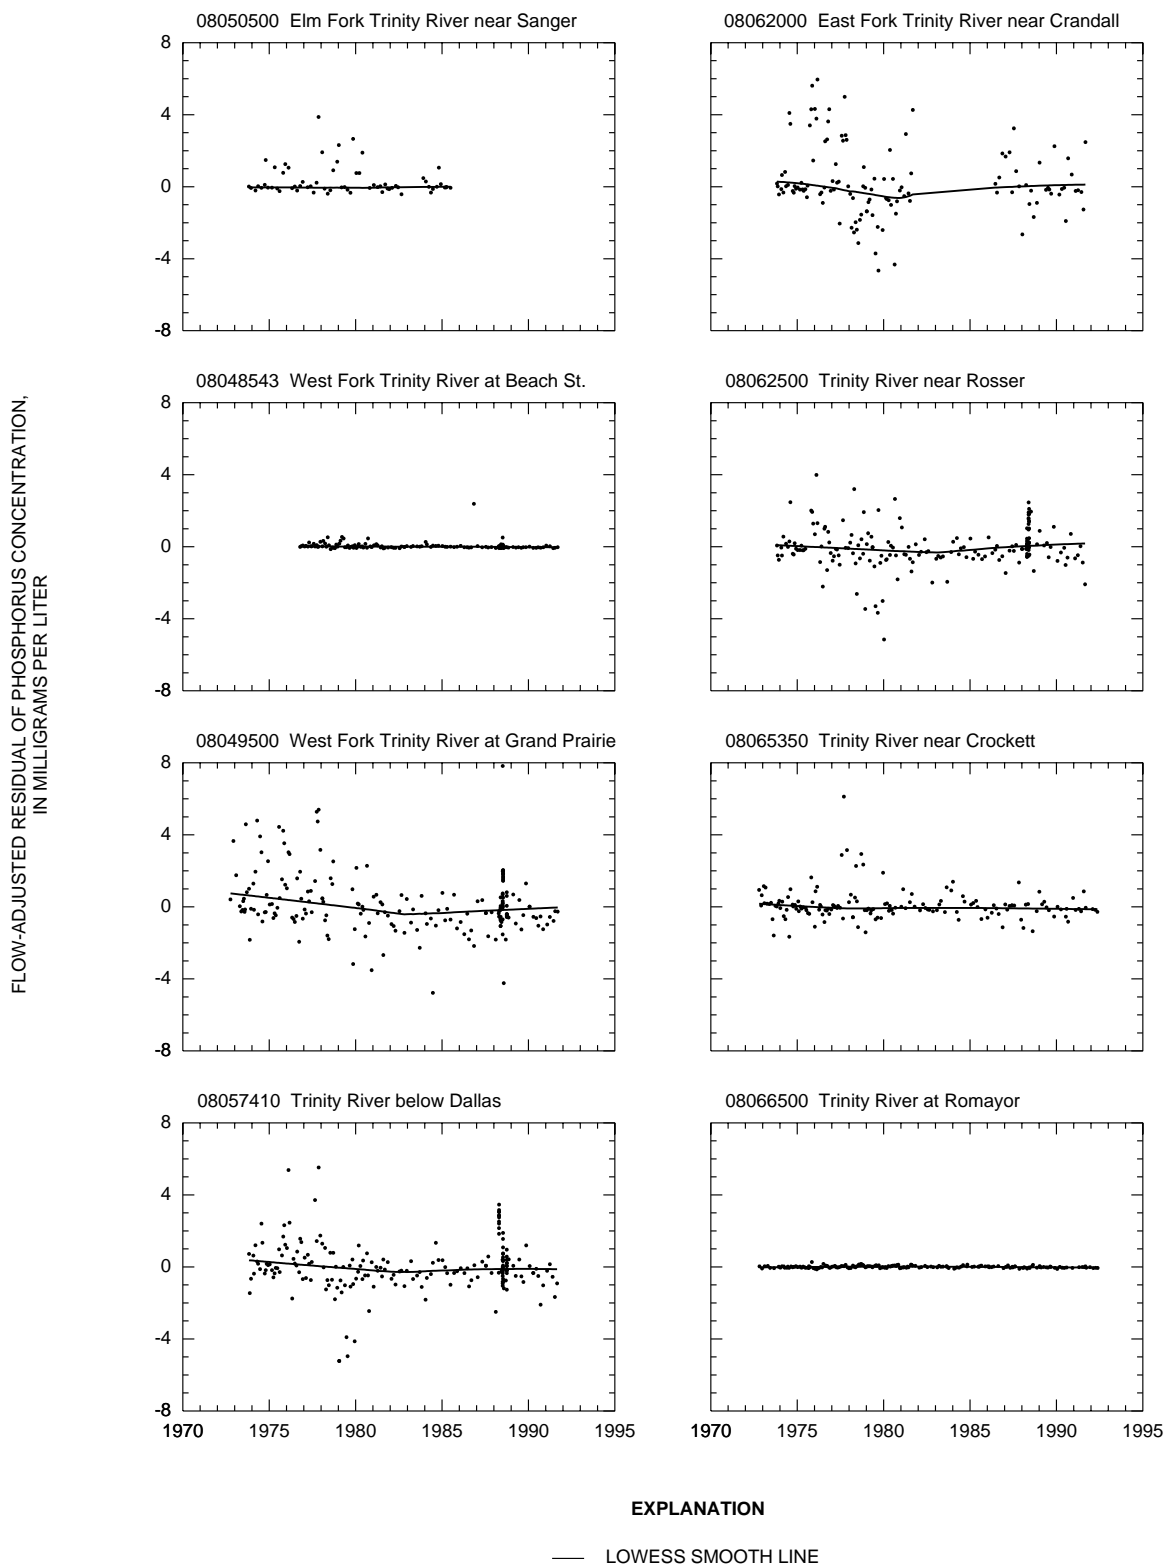 08050500 Elm Fork Trinity River near Sanger
8
4
0
-4
-8
08062000 East Fork Trinity River near Crandall
08048543 West Fork Trinity River at Beach St.
8
4
0
-4
-8
08062500 Trinity River near Rosser
FLOW-ADJUSTED RESIDUAL OF PHOSPHORUS CONCENTRATION,
IN MILLIGRAMS PER LITER
08049500 West Fork Trinity River at Grand Prairie
8
4
0
-4
-8
08065350 Trinity River near Crockett
08057410 Trinity River below Dallas
8
4
0
-4
-8
1970 1975 1980 1985 1990 1995
08066500 Trinity River at Romayor
1970 1975 1980 1985 1990 1995
EXPLANATION
LOWESS SMOOTH LINE